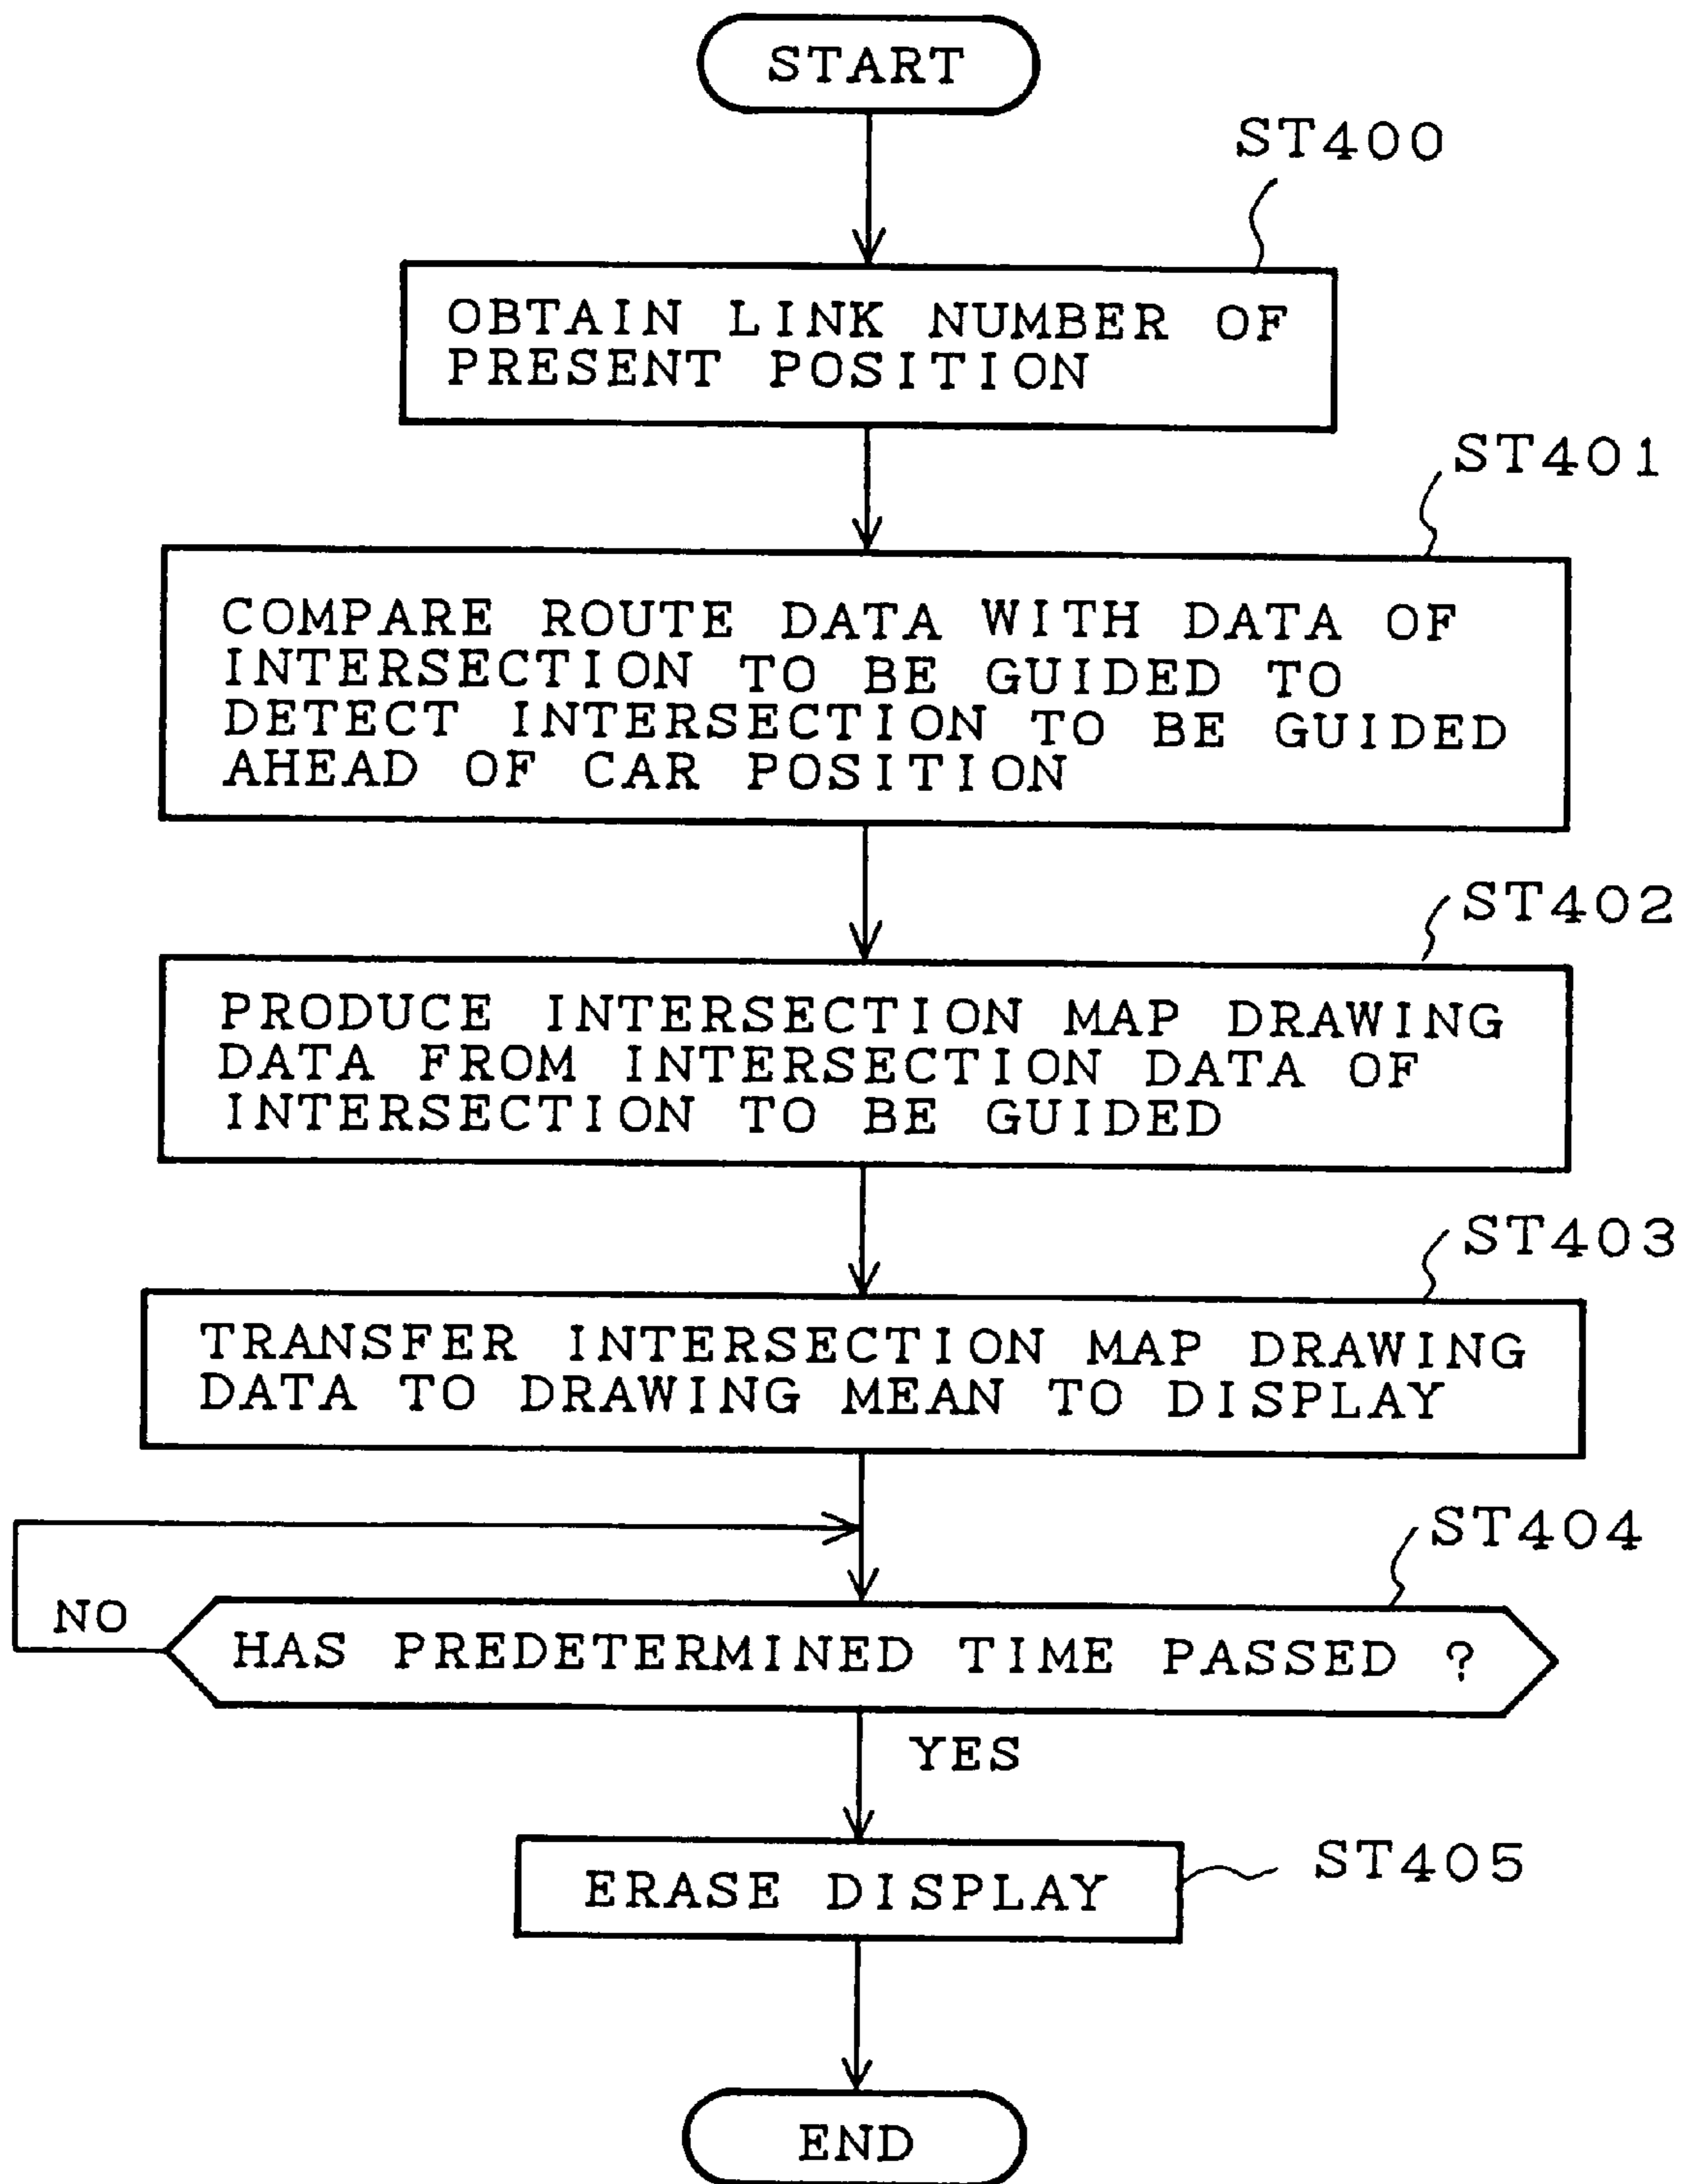 START
ST400
OBTAIN LINK NUMBER OF
PRESENT POSITION
ST401
COMPARE ROUTE DATA WITH DATA OF
INTERSECTION TO BE GUIDED TO
DETECT INTERSECTION TO BE GUIDED
AHEAD OF CAR POSITION
ST402
PRODUCE INTERSECTION MAP DRAWING
DATA FROM INTERSECTION DATA OF
INTERSECTION TO BE GUIDED
ST403
TRANSFER INTERSECTION MAP DRAWING
DATA TO DRAWING MEAN TO DISPLAY
ST404
NO
HAS PREDETERMINED TIME PASSED ?
YES
ST405
ERASE DISPLAY
END